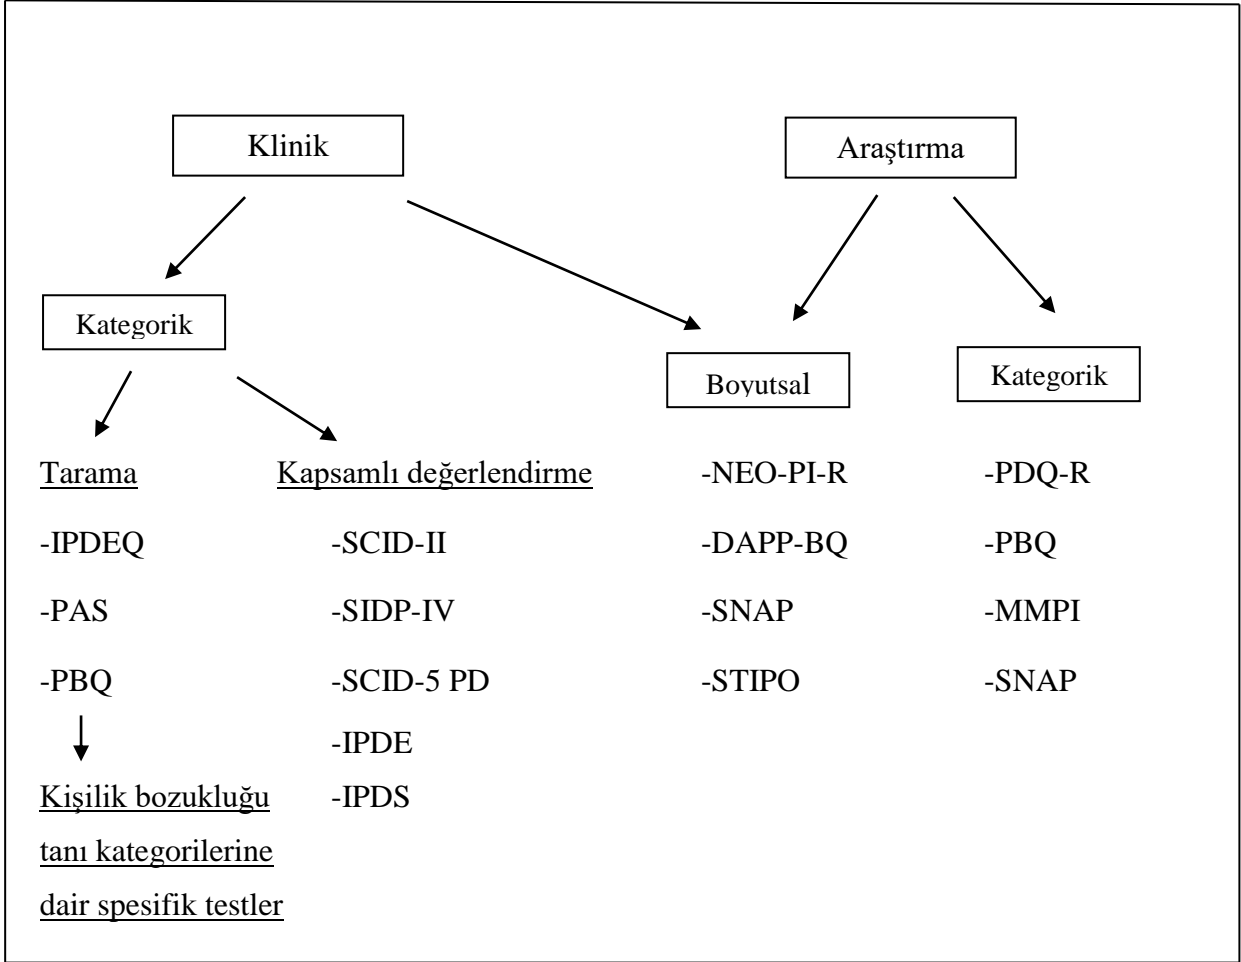 Klinik
Araştırma
Kategorik
Boyutsal
Kategorik
Tarama
-IPDEQ
-PAS
-PBQ
Kişilik bozukluğu
tanı kategorilerine
dair spesifik testler
Kapsamlı değerlendirme
-SCID-II
-SIDP-IV
-SCID-5 PD
-IPDE
-IPDS
-NEO-PI-R
-DAPP-BQ
-SNAP
-STIPO
-PDQ-R
-PBQ
-MMPI
-SNAP